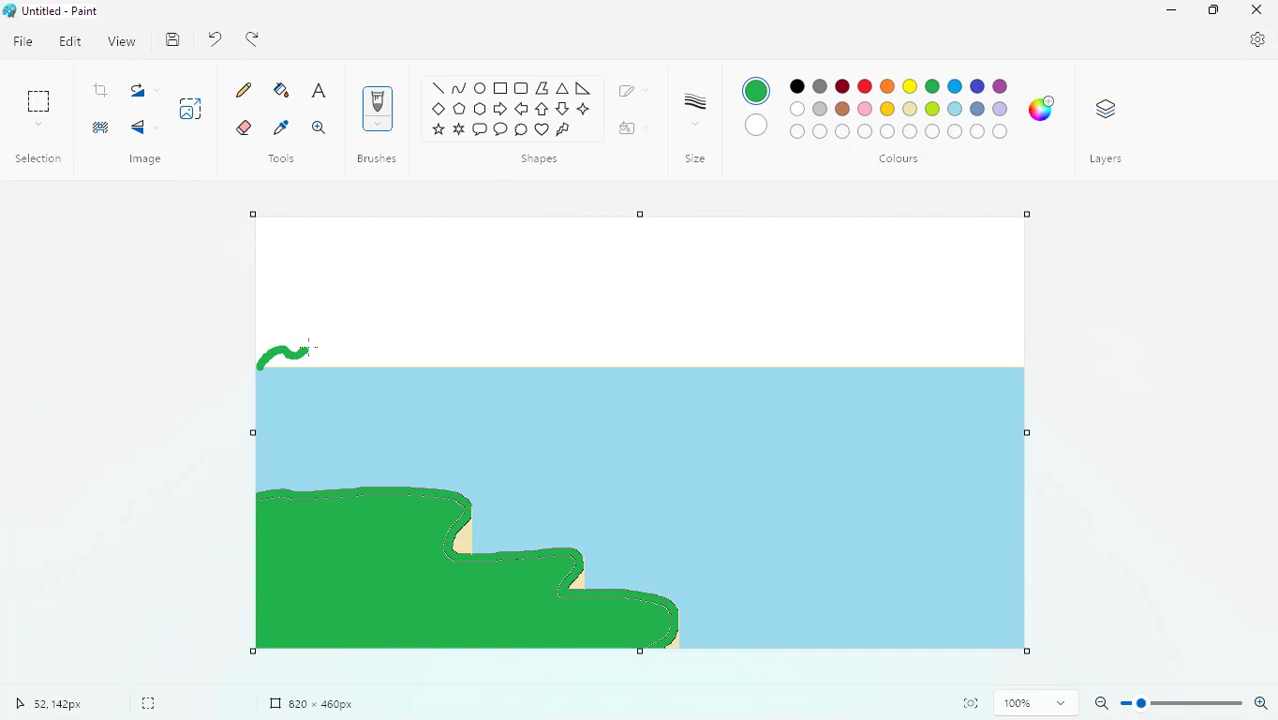 Untitled - Paint
File Edit View
Selection Image Tools Brushes Shapes Size Colours Layers
52, 142px 820 × 460px 100%